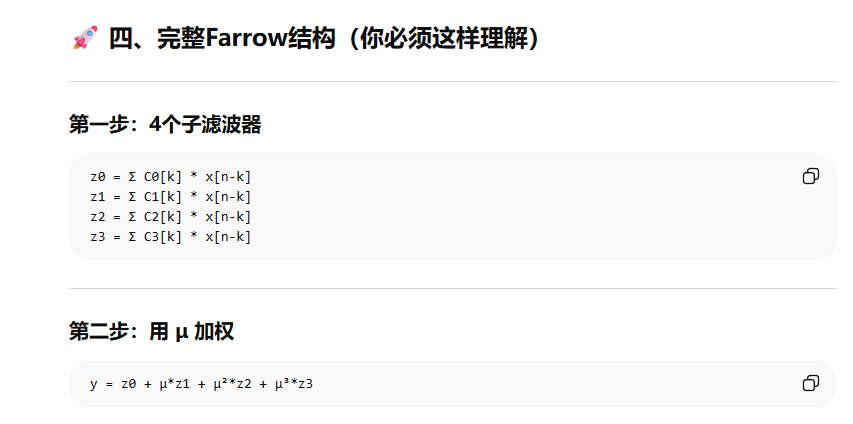 🚀 四、完整Farrow结构（你必须这样理解）
第一步：4个子滤波器
z0 = Σ C0[k] * x[n-k]
z1 = Σ C1[k] * x[n-k]
z2 = Σ C2[k] * x[n-k]
z3 = Σ C3[k] * x[n-k]
第二步：用 μ 加权
y = z0 + μ*z1 + μ²*z2 + μ³*z3